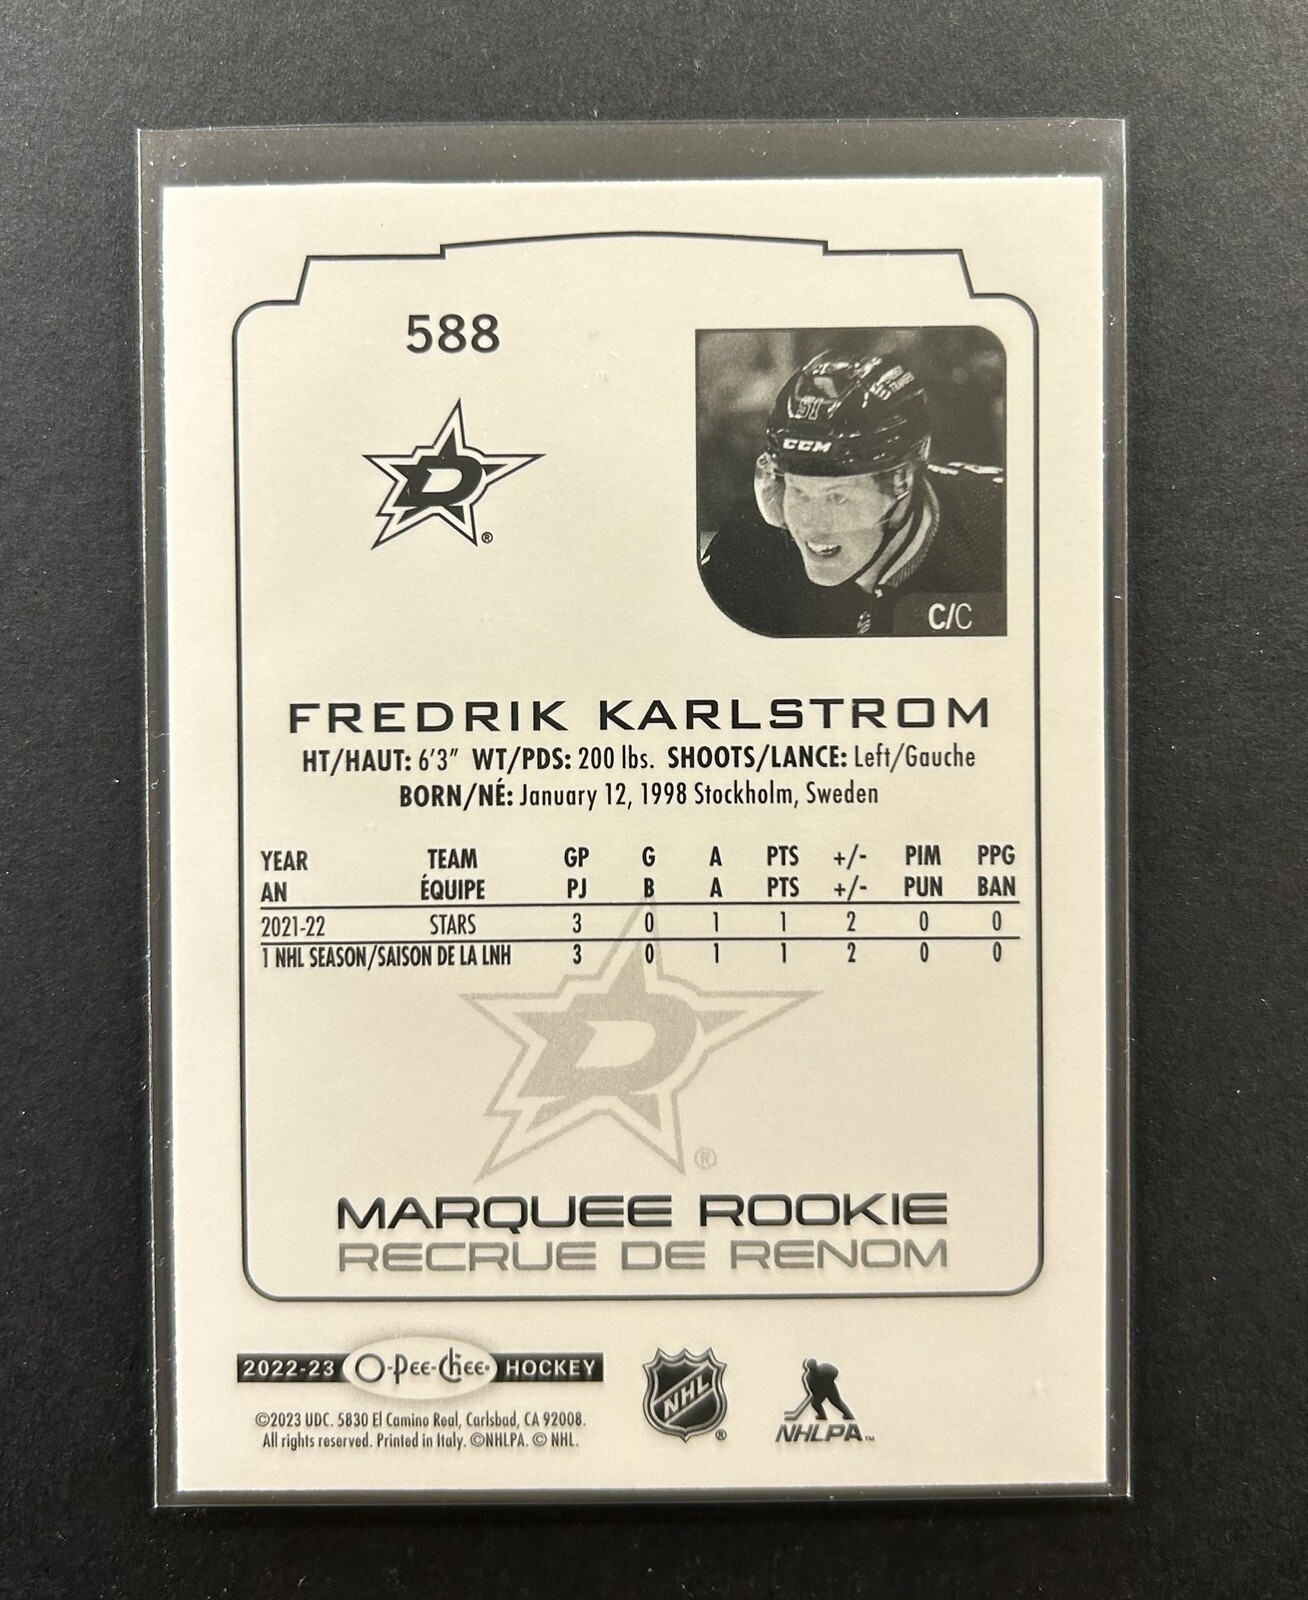 588
51
CCM
D
®
C/C
FREDRIK KARLSTROM
HT/HAUT: 6'3" WT/PDS: 200 lbs. SHOOTS/LANCE: Left/Gauche
BORN/NÉ: January 12, 1998 Stockholm, Sweden
YEAR TEAM GP G A PTS +/- PIM PPG
AN ÉQUIPE PJ B A PTS +/- PUN BAN
2021-22 STARS 3 0 1 1 2 0 0
1 NHL SEASON/SAISON DE LA LNH 3 0 1 1 2 0 0
D
®
MARQUEE ROOKIE
RECRUE DE RENOM
2022-23 O-Pee-Chee® HOCKEY
NHL ®
NHLPA™
©2023 UDC. 5830 El Camino Real, Carlsbad, CA 92008.
All rights reserved. Printed in Italy. ©NHLPA. © NHL.